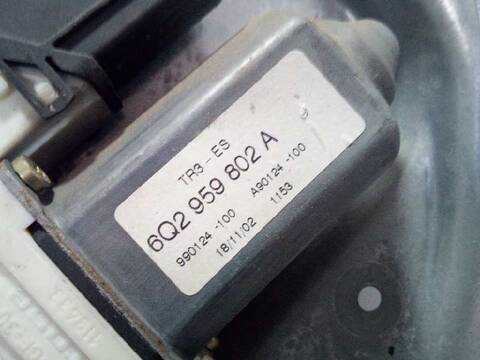 TR3-ES
6Q2 959 802 A
990124-100 A90124-100
18/11/02 1153